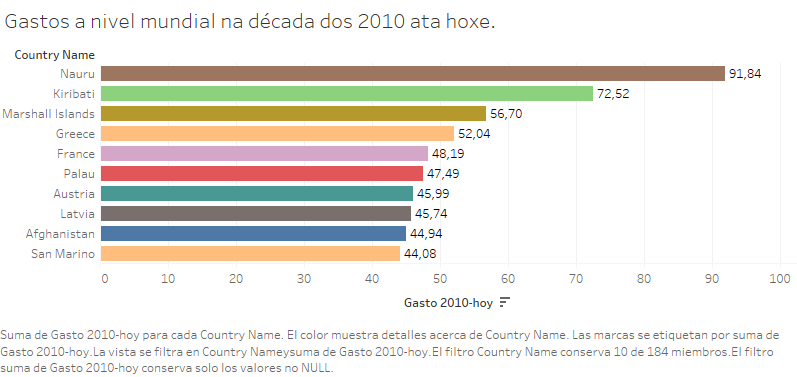 Gastos a nivel mundial na década dos 2010 ata hoxe.
Country Name
Nauru 91,84
Kiribati 72,52
Marshall Islands 56,70
Greece 52,04
France 48,19
Palau 47,49
Austria 45,99
Latvia 45,74
Afghanistan 44,94
San Marino 44,08
0 10 20 30 40 50 60 70 80 90 100
Gasto 2010-hoy
Suma de Gasto 2010-hoy para cada Country Name. El color muestra detalles acerca de Country Name. Las marcas se etiquetan por suma de
Gasto 2010-hoy.La vista se filtra en Country Nameysuma de Gasto 2010-hoy.El filtro Country Name conserva 10 de 184 miembros.El filtro
suma de Gasto 2010-hoy conserva solo los valores no NULL.